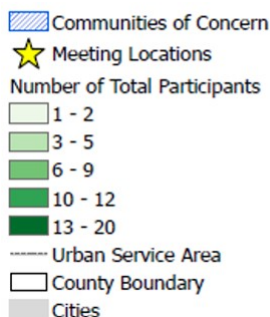 Communities of Concern
Meeting Locations
Number of Total Participants
1 - 2
3 - 5
6 - 9
10 - 12
13 - 20
Urban Service Area
County Boundary
Cities